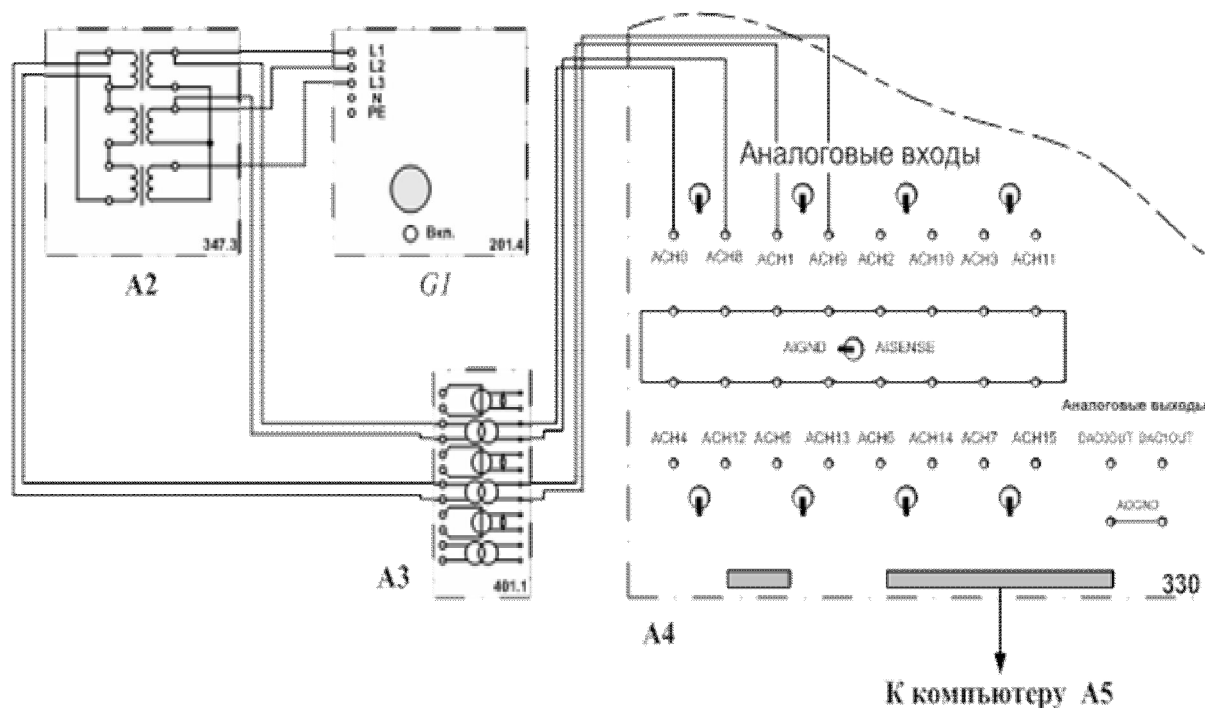 L1
L2
L3
N
PE
Вкл.
347.3
201.4
A2
G1
Аналоговые входы
ACH0 ACH8 ACH1 ACH9 ACH2 ACH10 ACH3 ACH11
AIGND AISENSE
Аналоговые выходы
ACH4 ACH12 ACH5 ACH13 ACH6 ACH14 ACH7 ACH15 DAC0OUT DAC1OUT
AOGND
A3
401.1
330
A4
К компьютеру A5